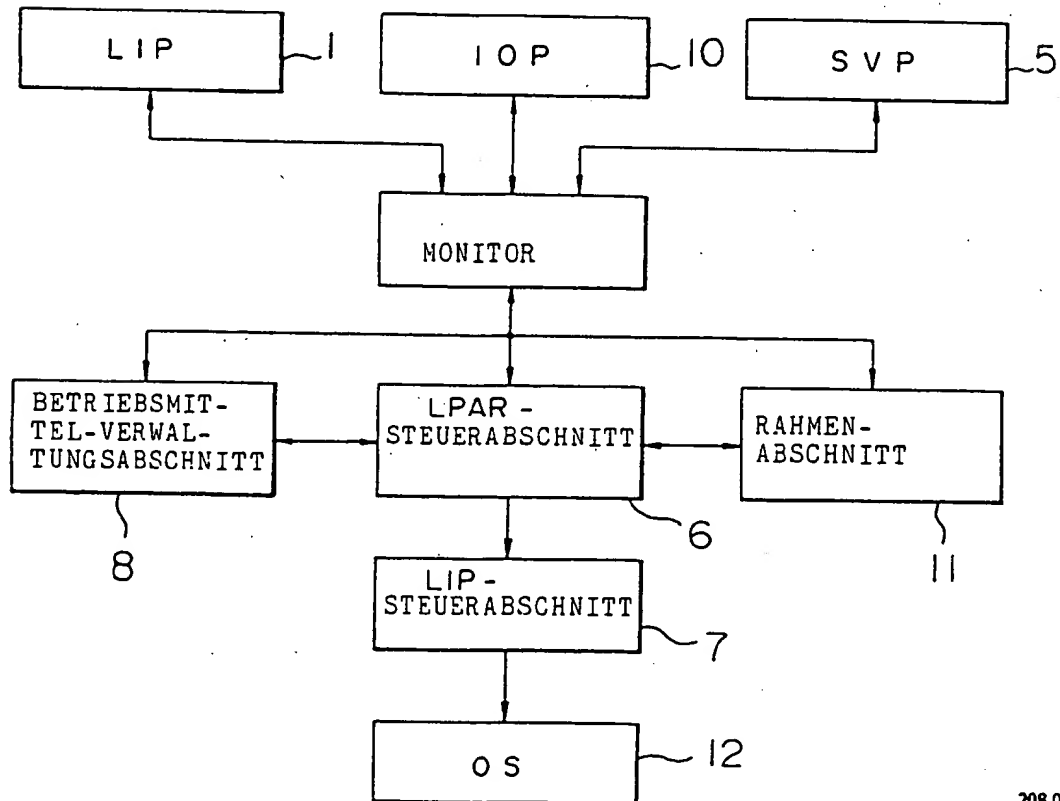 LIP
1
IOP
10
SVP
5
MONITOR
BETRIEBSMIT-
TEL-VERWAL-
TUNGSABSCHNITT
8
LPAR-
STEUERABSCHNITT
6
RAHMEN-
ABSCHNITT
11
LIP-
STEUERABSCHNITT
7
OS
12